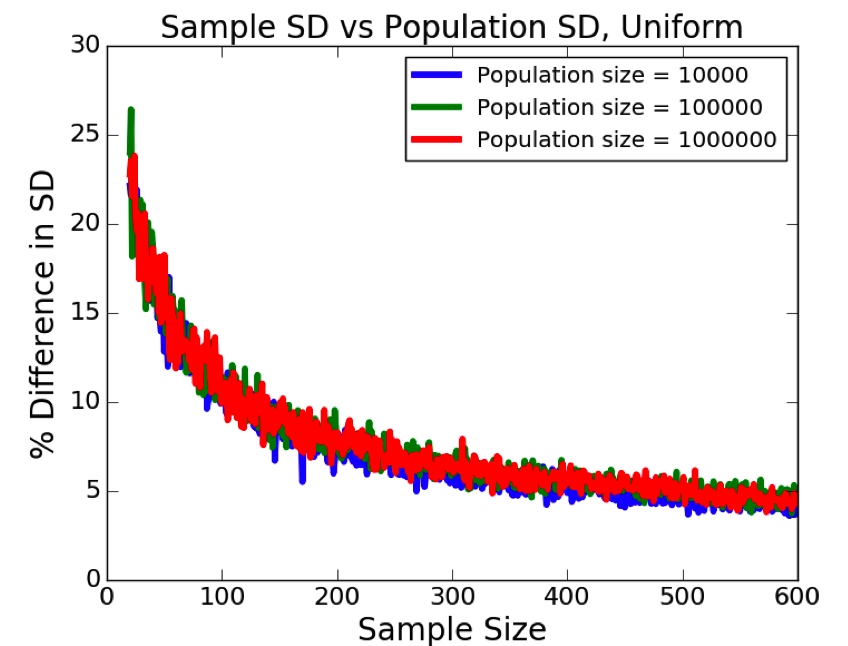 Sample SD vs Population SD, Uniform
Population size = 10000
Population size = 100000
Population size = 1000000
% Difference in SD
30
25
20
15
10
5
0
0 100 200 300 400 500 600
Sample Size